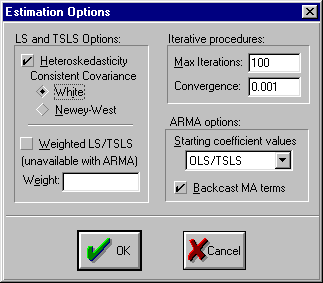 Estimation Options
LS and TSLS Options:
Heteroskedasticity
Consistent Covariance
White
Newey-West
Weighted LS/TSLS
(unavailable with ARMA)
Weight:
Iterative procedures:
Max Iterations: 100
Convergence: 0.001
ARMA options:
Starting coefficient values
OLS/TSLS
Backcast MA terms
OK
Cancel